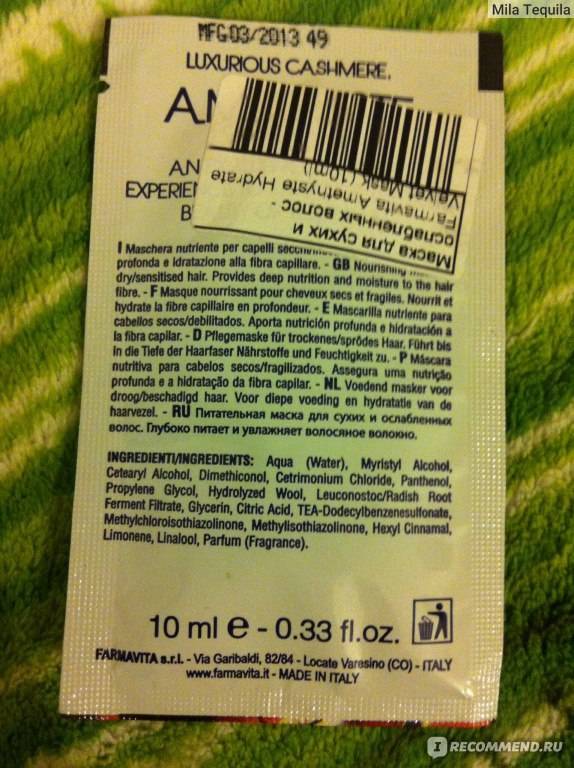 Mila Tequila
MFG03/2013 49
LUXURIOUS CASHMERE.
AN
EXPERIEN
Маска для сухих и
ослабленных волос -
Farmavita Amethyste Hydrate
Velvet Mask (10ml)
I Maschera nutriente per capelli
profonda e idratazione alla fibra capillare. - GB Nourishing
dry/sensitised hair. Provides deep nutrition and moisture to the hair
fibre. - F Masque nourrissant pour cheveux secs et fragiles. Nourrit et
hydrate la fibre capillaire en profondeur. - E Mascarilla nutriente para
cabellos secos/debilitados. Aporta nutrición profunda e hidratación a
la fibra capilar. - D Pflegemaske für trockenes/sprödes Haar. Führt bis
in die Tiefe der Haarfaser Nährstoffe und Feuchtigkeit zu. - P Máscara
nutritiva para cabelos secos/fragilizados. Assegura uma nutrição
profunda e a hidratação da fibra capilar. - NL Voedend masker voor
droog/beschadigd haar. Voor diepe voeding en hydratatie van de
haarvezel. - RU Питательная маска для сухих и ослабленных
волос. Глубоко питает и увлажняет волосяное волокно.
INGREDIENTI/INGREDIENTS: Aqua (Water), Myristyl Alcohol,
Cetearyl Alcohol, Dimethiconol, Cetrimonium Chloride, Panthenol,
Propylene Glycol, Hydrolyzed Wool, Leuconostoc/Radish Root
Ferment Filtrate, Glycerin, Citric Acid, TEA-Dodecylbenzenesulfonate,
Methylchloroisothiazolinone, Methylisothiazolinone, Hexyl Cinnamal,
Limonene, Linalool, Parfum (Fragrance).
10 ml e - 0.33 fl.oz.
FARMAVITA s.r.l. - Via Garibaldi, 82/84 - Locate Varesino (CO) - ITALY
www.farmavita.it - MADE IN ITALY
I RECOMMEND.RU